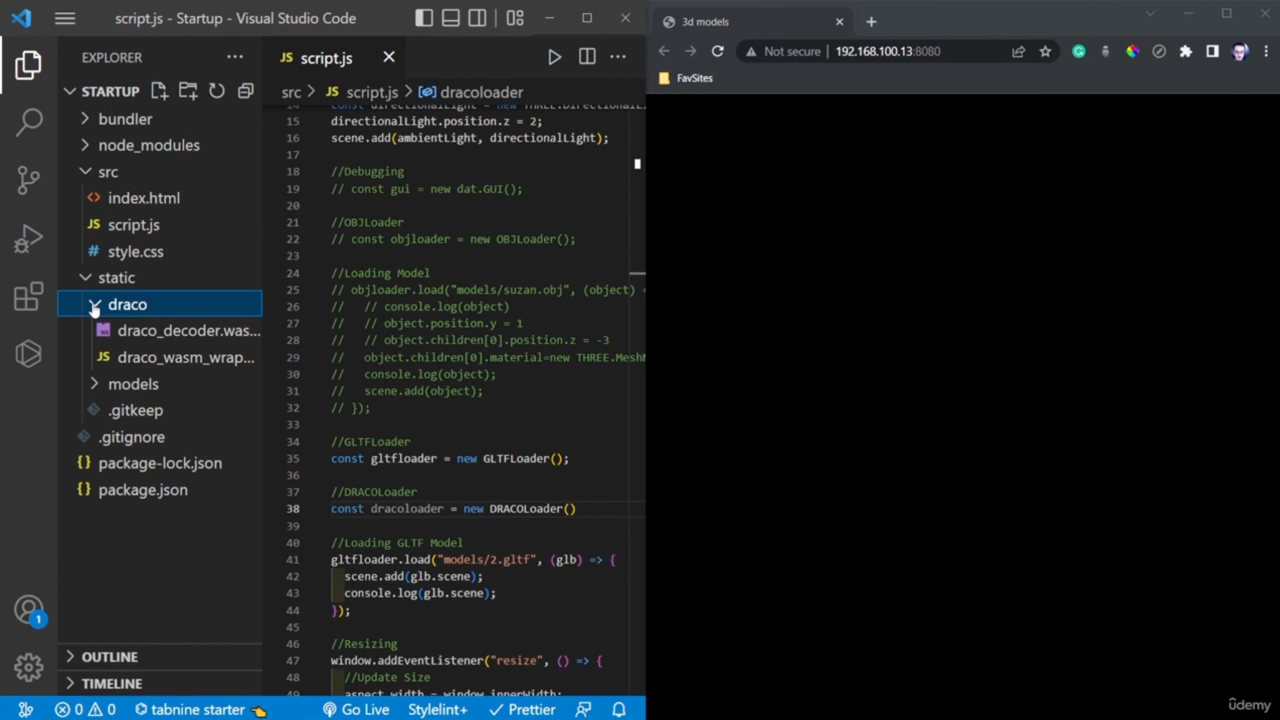 script.js - Startup - Visual Studio Code
EXPLORER
STARTUP
bundler
node_modules
src
index.html
script.js
style.css
static
draco
draco_decoder.was...
draco_wasm_wrap...
models
.gitkeep
.gitignore
package-lock.json
package.json
OUTLINE
TIMELINE
JS script.js
src > JS script.js > dracoloader
15 directionalLight.position.z = 2;
16 scene.add(ambientLight, directionalLight);
17
18 //Debugging
19 // const gui = new dat.GUI();
20
21 //OBJLoader
22 // const objloader = new OBJLoader();
23
24 //Loading Model
25 // objloader.load("models/suzan.obj", (object) =
26 //   // console.log(object)
27 //   // object.position.y = 1
28 //   // object.children[0].position.z = -3
29 //   object.children[0].material=new THREE.MeshN
30 //   console.log(object);
31 //   scene.add(object);
32 // });
33
34 //GLTFLoader
35 const gltfloader = new GLTFLoader();
36
37 //DRACOLoader
38 const dracoloader = new DRACOLoader()
39
40 //Loading GLTF Model
41 gltfloader.load("models/2.gltf", (glb) => {
42   scene.add(glb.scene);
43   console.log(glb.scene);
44 });
45
46 //Resizing
47 window.addEventListener("resize", () => {
48   //Update Size
49   aspect.width = window.innerWidth;
0 0 tabnine starter Go Live Stylelint+ Prettier
1
3d models
Not secure 192.168.100.13:8080
FavSites
ûdemy